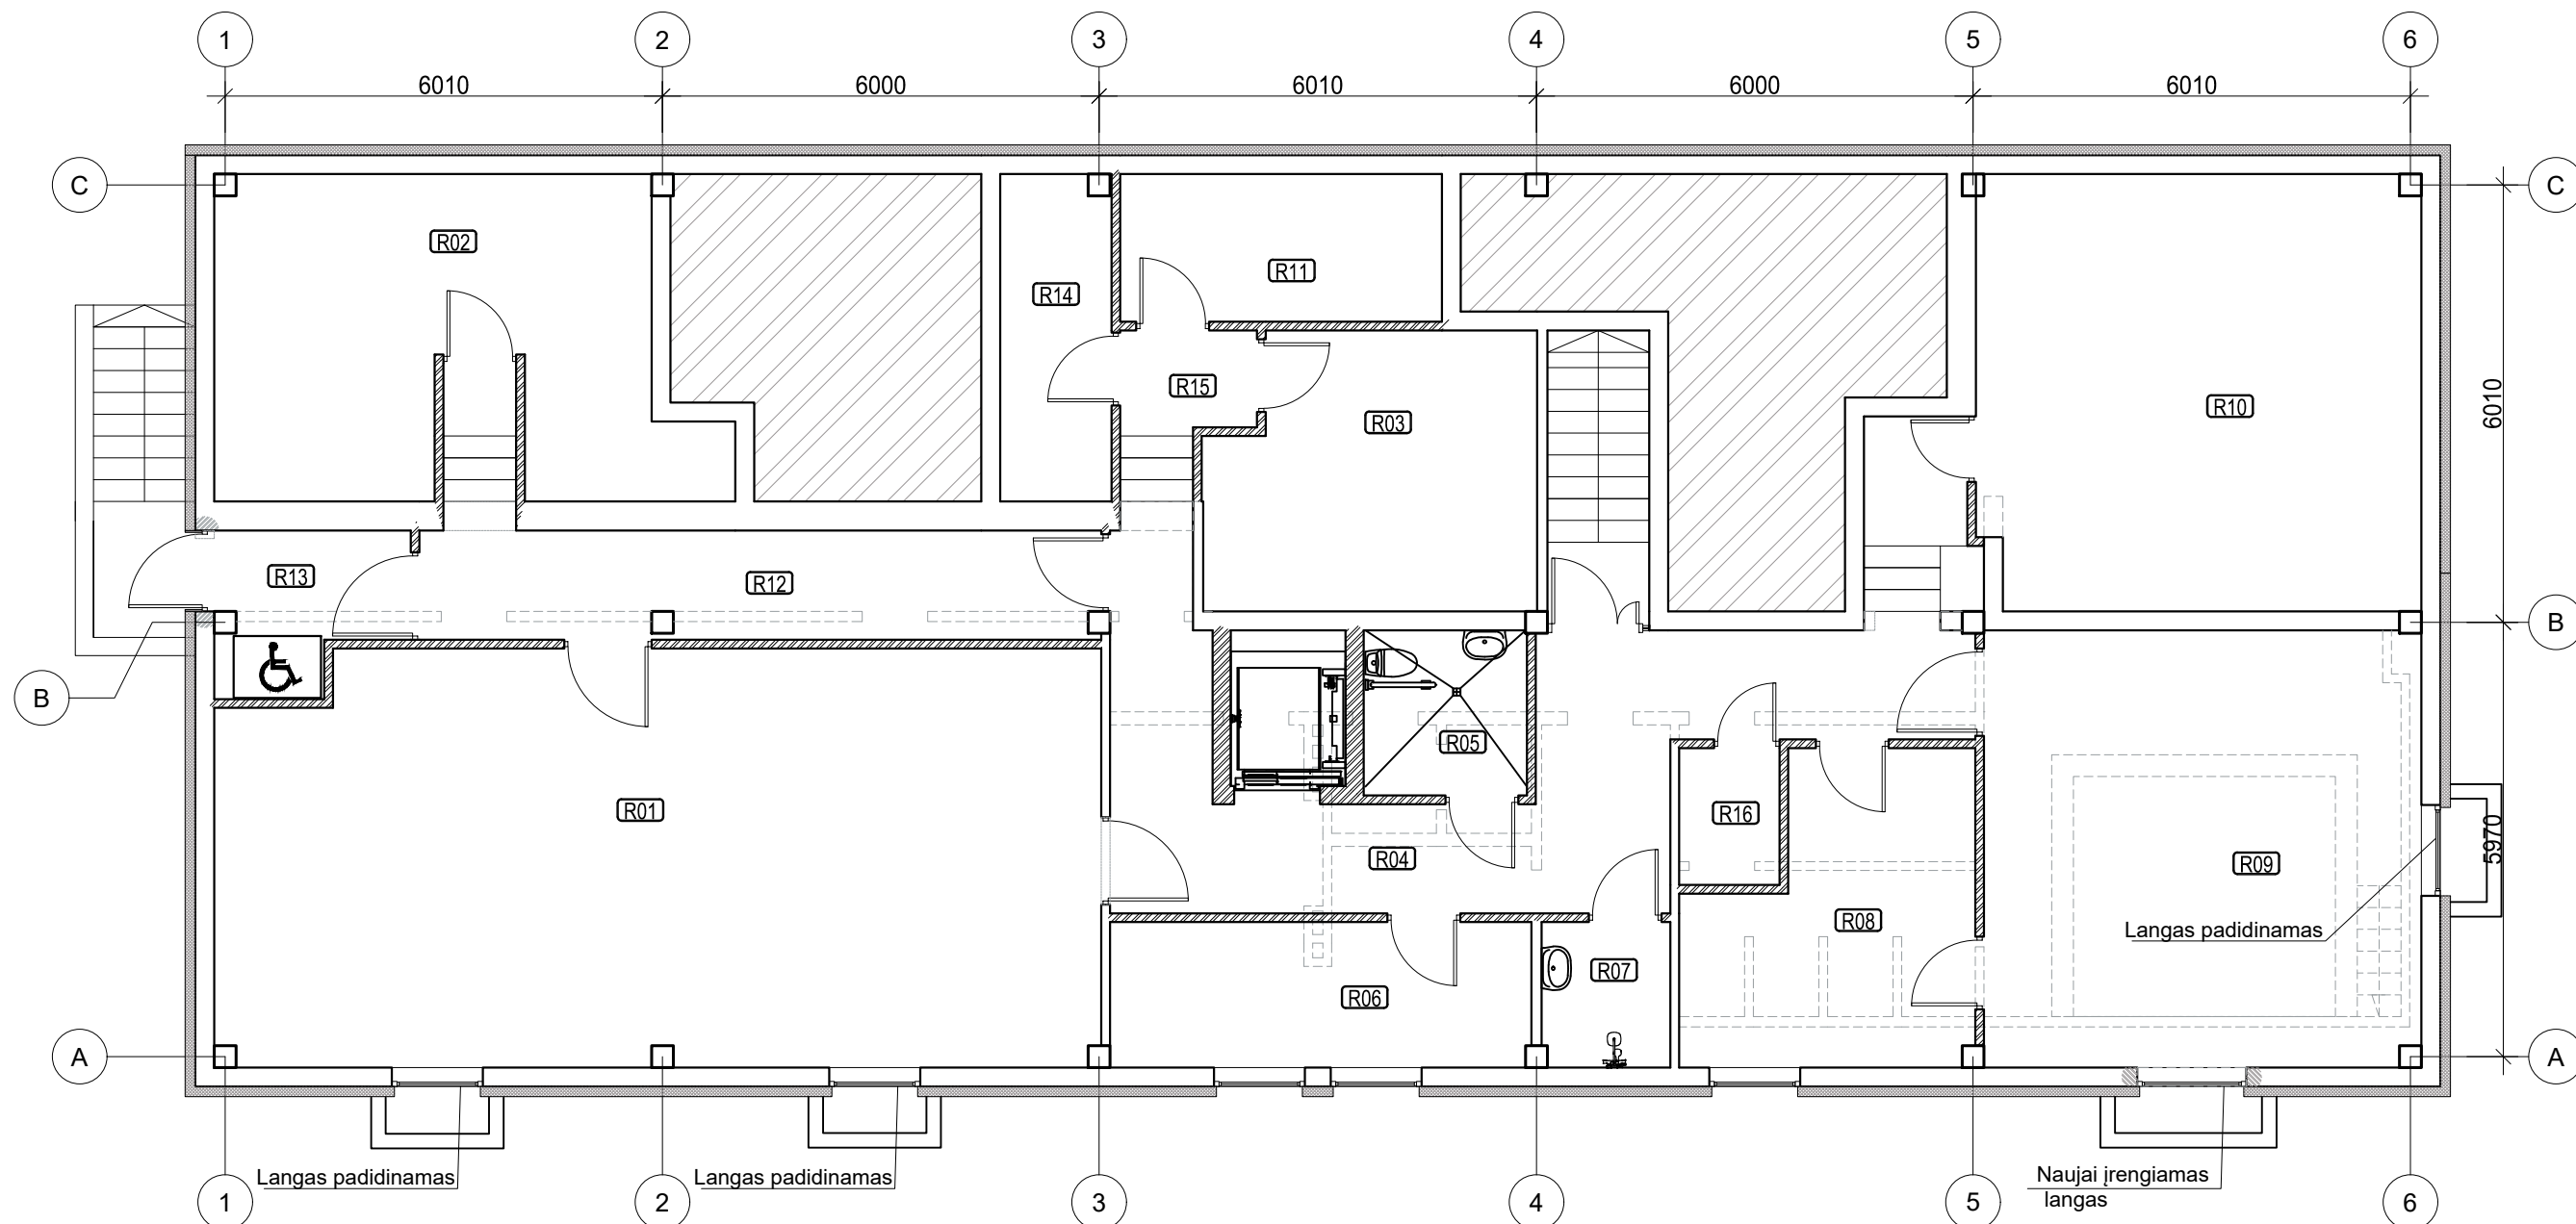 1 2 3 4 5 6
6010 6000 6010 6000 6010
C C
R02
R11
R14
R15
R03
R10
6010
R13
R12
B
B
R05
R01
R16
R04
R09
5970
R08
Langas padidinamas
R07
R06
A A
Langas padidinamas
Langas padidinamas
Naujai įrengiamas
langas
1 2 3 4 5 6